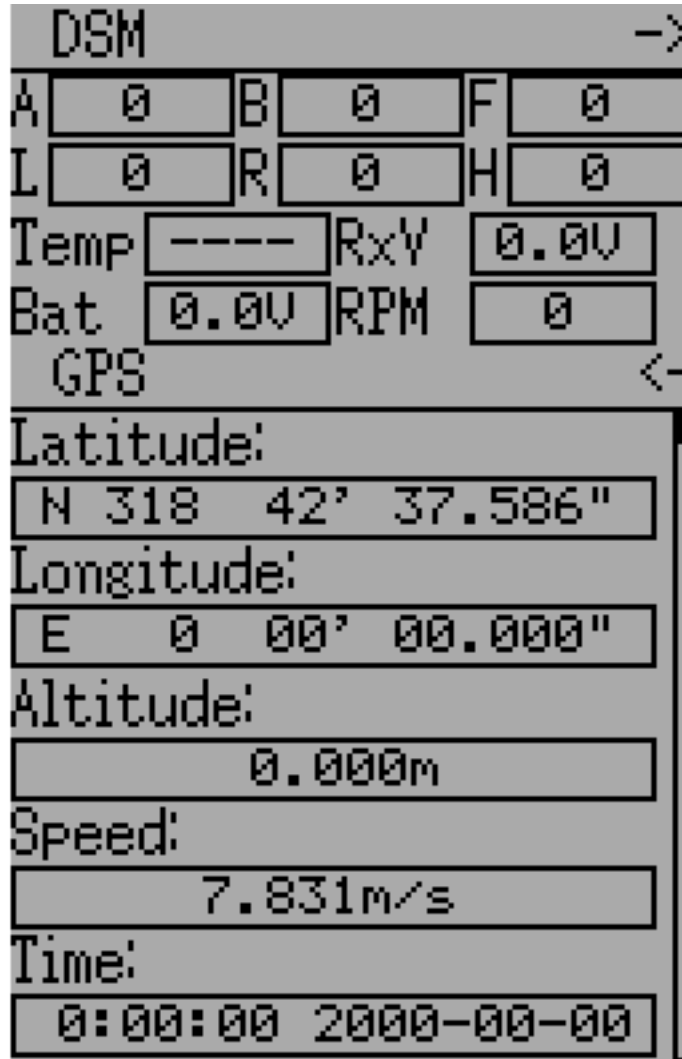 DSM ->
A 0 B 0 F 0
L 0 R 0 H 0
Temp ---- RxV 0.0V
Bat 0.0V RPM 0
GPS <-
Latitude:
N 318 42' 37.586"
Longitude:
E 0 00' 00.000"
Altitude:
0.000m
Speed:
7.831m/s
Time:
0:00:00 2000-00-00